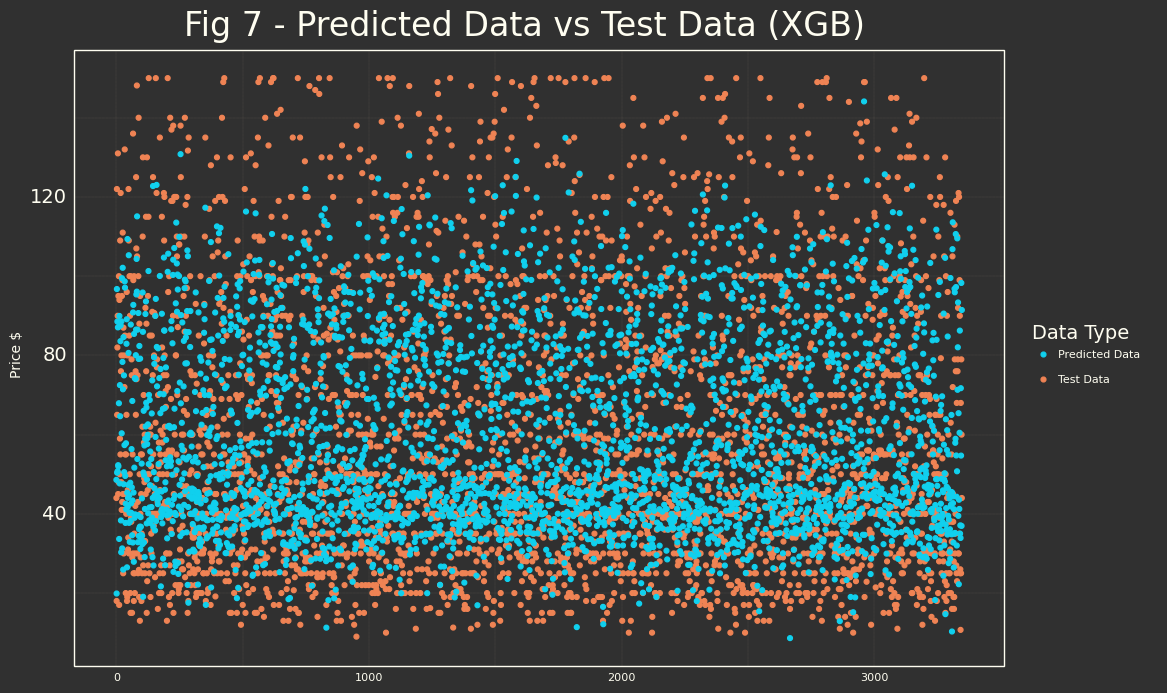 Fig 7 - Predicted Data vs Test Data (XGB)
120
80
40
Price $
0
1000
2000
3000
Data Type
Predicted Data
Test Data